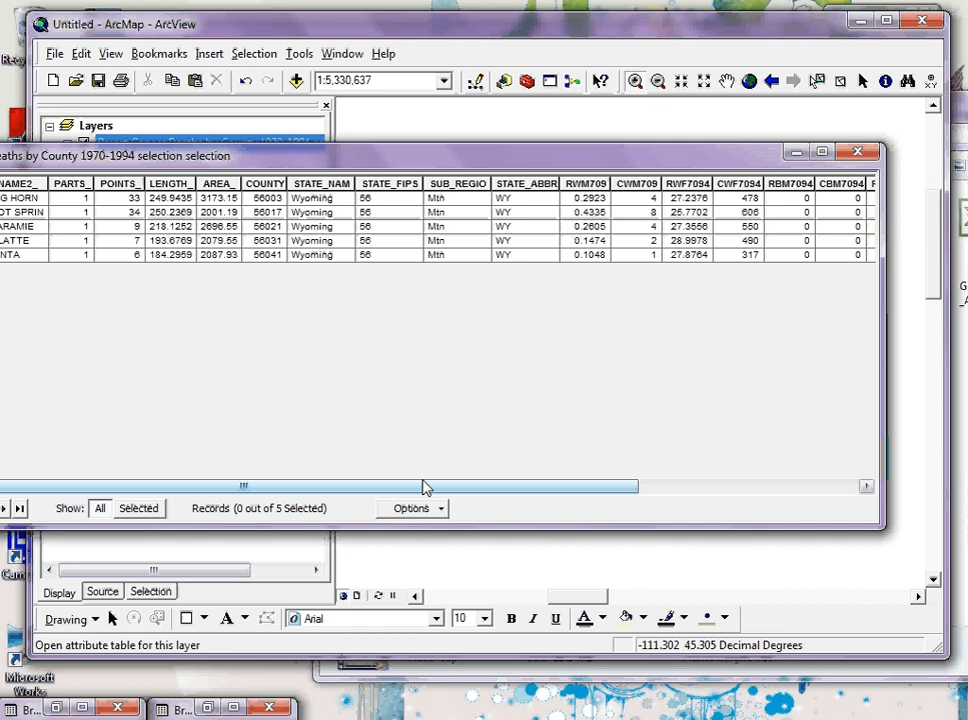 Untitled - ArcMap - ArcView
File Edit View Bookmarks Insert Selection Tools Window Help
1:5,330,637
Layers
eaths by County 1970-1994 selection selection
NAME2_ PARTS_ POINTS_ LENGTH_ AREA_ COUNTY STATE_NAM STATE_FIPS SUB_REGIO STATE_ABBR RWM709 CWM709 RWF7094 CWF7094 RBM7094 CBM7094
G HORN 1 33 249.9435 3173.15 56003 Wyoming 56 Mtn WY 0.2923 4 27.2376 478 0 0
OT SPRIN 1 34 250.2369 2001.19 56017 Wyoming 56 Mtn WY 0.4335 8 25.7702 606 0 0
ARAMIE 1 9 218.1252 2696.55 56021 Wyoming 56 Mtn WY 0.2605 4 27.3556 550 0 0
LATTE 1 7 193.6769 2079.55 56031 Wyoming 56 Mtn WY 0.1474 2 28.9978 490 0 0
NTA 1 6 184.2959 2087.93 56041 Wyoming 56 Mtn WY 0.1048 1 27.8764 317 0 0
Show: All Selected Records (0 out of 5 Selected) Options
Display Source Selection
Drawing A Arial 10 B I U A
Open attribute table for this layer -111.302 45.305 Decimal Degrees
Microsoft
Works
Br... Br...